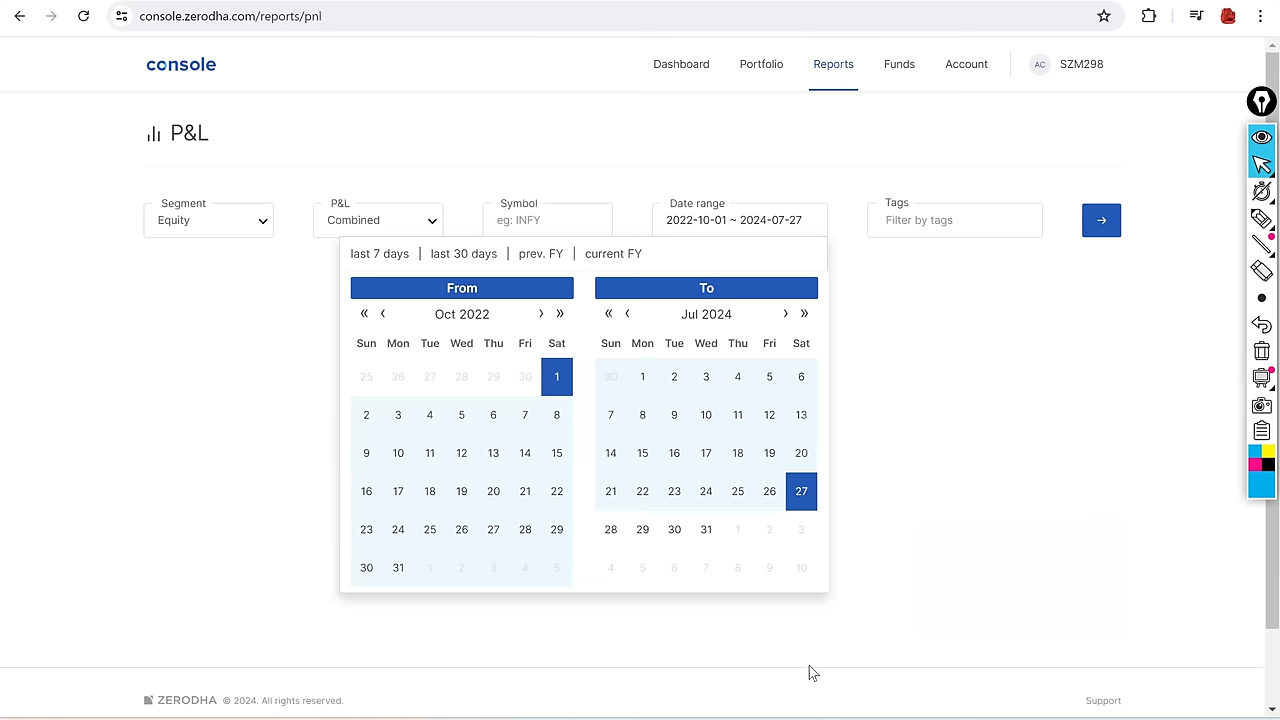 console.zerodha.com/reports/pnl
console
Dashboard Portfolio Reports Funds Account AC SZM298
P&L
Segment P&L Symbol Date range Tags
Equity Combined eg: INFY 2022-10-01 ~ 2024-07-27 Filter by tags
last 7 days | last 30 days | prev. FY | current FY
From To
« ‹ Oct 2022 › » « ‹ Jul 2024 › »
Sun Mon Tue Wed Thu Fri Sat Sun Mon Tue Wed Thu Fri Sat
25 26 27 28 29 30 1 30 1 2 3 4 5 6
2 3 4 5 6 7 8 7 8 9 10 11 12 13
9 10 11 12 13 14 15 14 15 16 17 18 19 20
16 17 18 19 20 21 22 21 22 23 24 25 26 27
23 24 25 26 27 28 29 28 29 30 31 1 2 3
30 31 1 2 3 4 5 4 5 6 7 8 9 10
ZERODHA © 2024. All rights reserved. Support